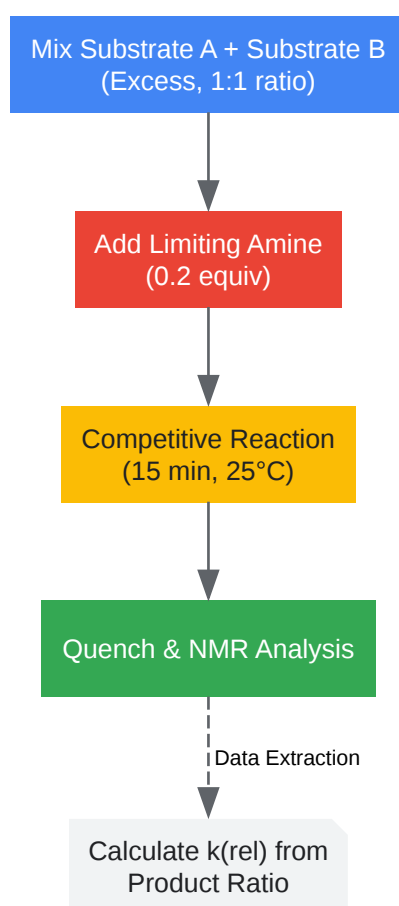 Mix Substrate A + Substrate B
(Excess, 1:1 ratio)
Add Limiting Amine
(0.2 equiv)
Competitive Reaction
(15 min, 25°C)
Quench & NMR Analysis
Data Extraction
Calculate k(rel) from
Product Ratio